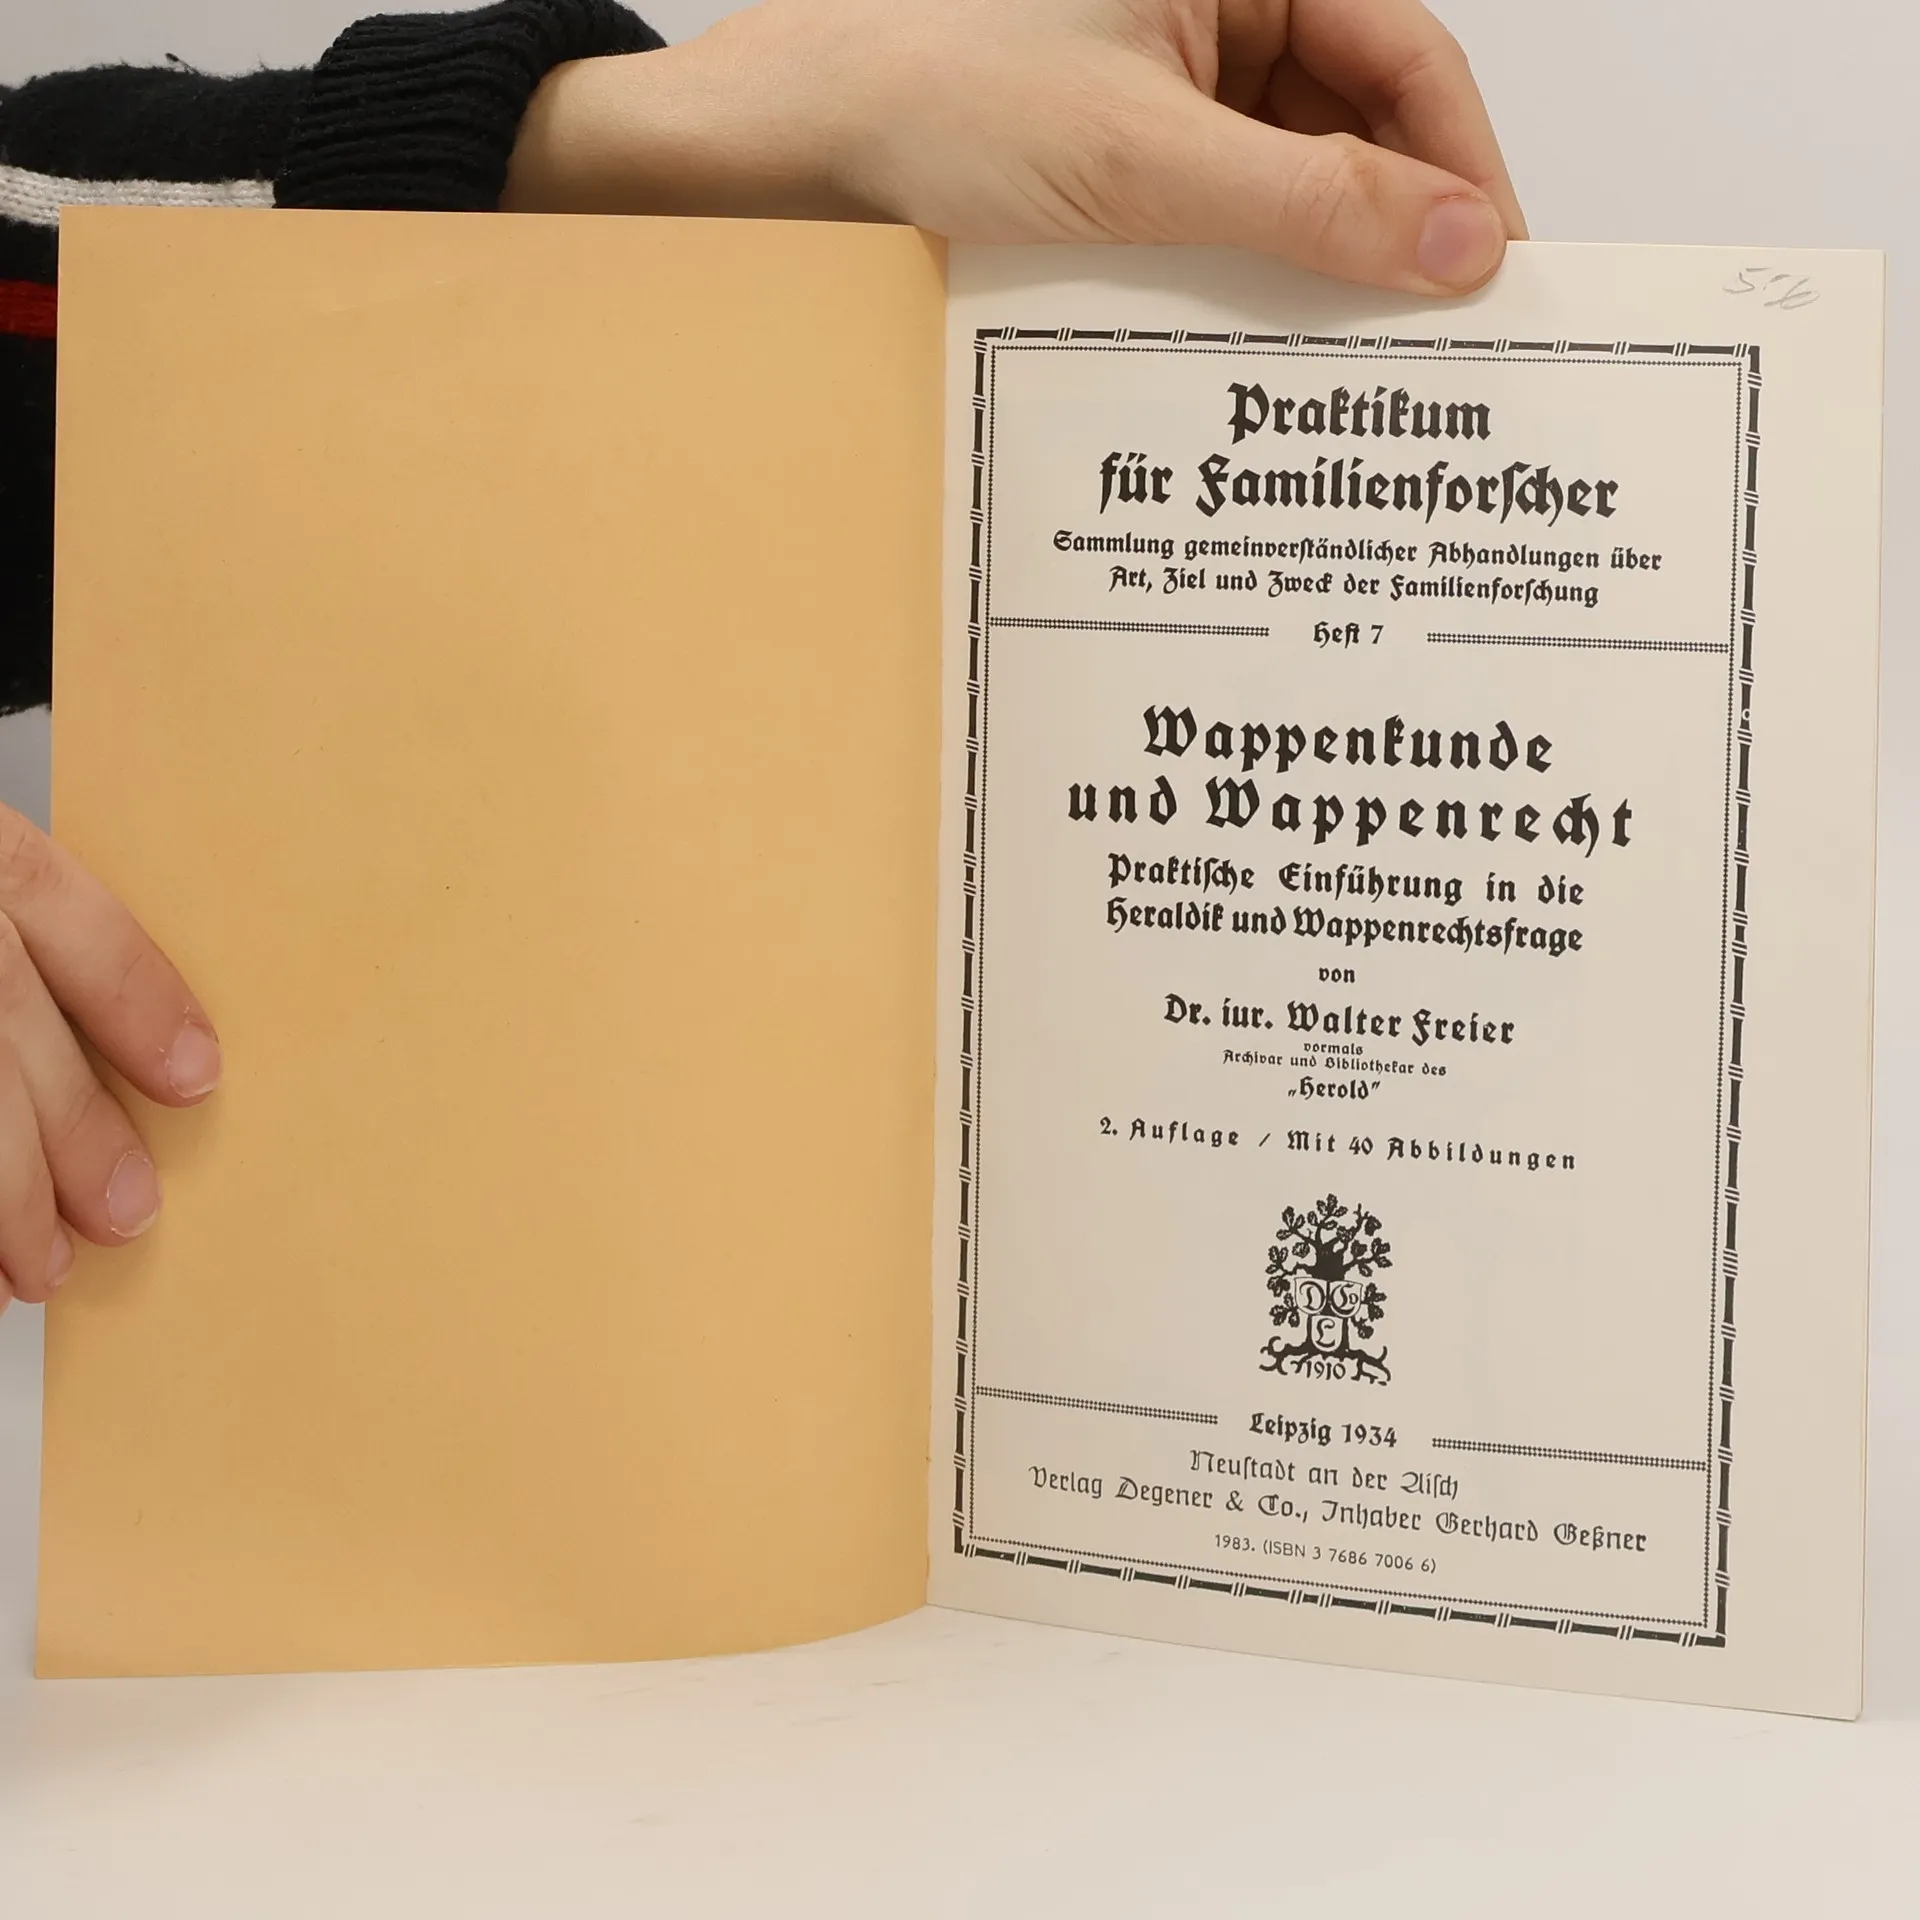 Praktikum
für Familienforſcher
Sammlung gemeinverſtändlicher Abhandlungen über
Art, Ziel und Zweck der Familienforſchung
Heft 7
Wappenkunde
und Wappenrecht
Praktiſche Einführung in die
Heraldik und Wappenrechtsfrage
von
Dr. iur. Walter Freier
vormals
Archivar und Bibliothekar des
„Herold“
2. Auflage / Mit 40 Abbildungen
D Co
L
1910
Leipzig 1934
Neuſtadt an der Aiſch
Verlag Degener & Co., Inhaber Gerhard Geßner
1983. (ISBN 3 7686 7006 6)